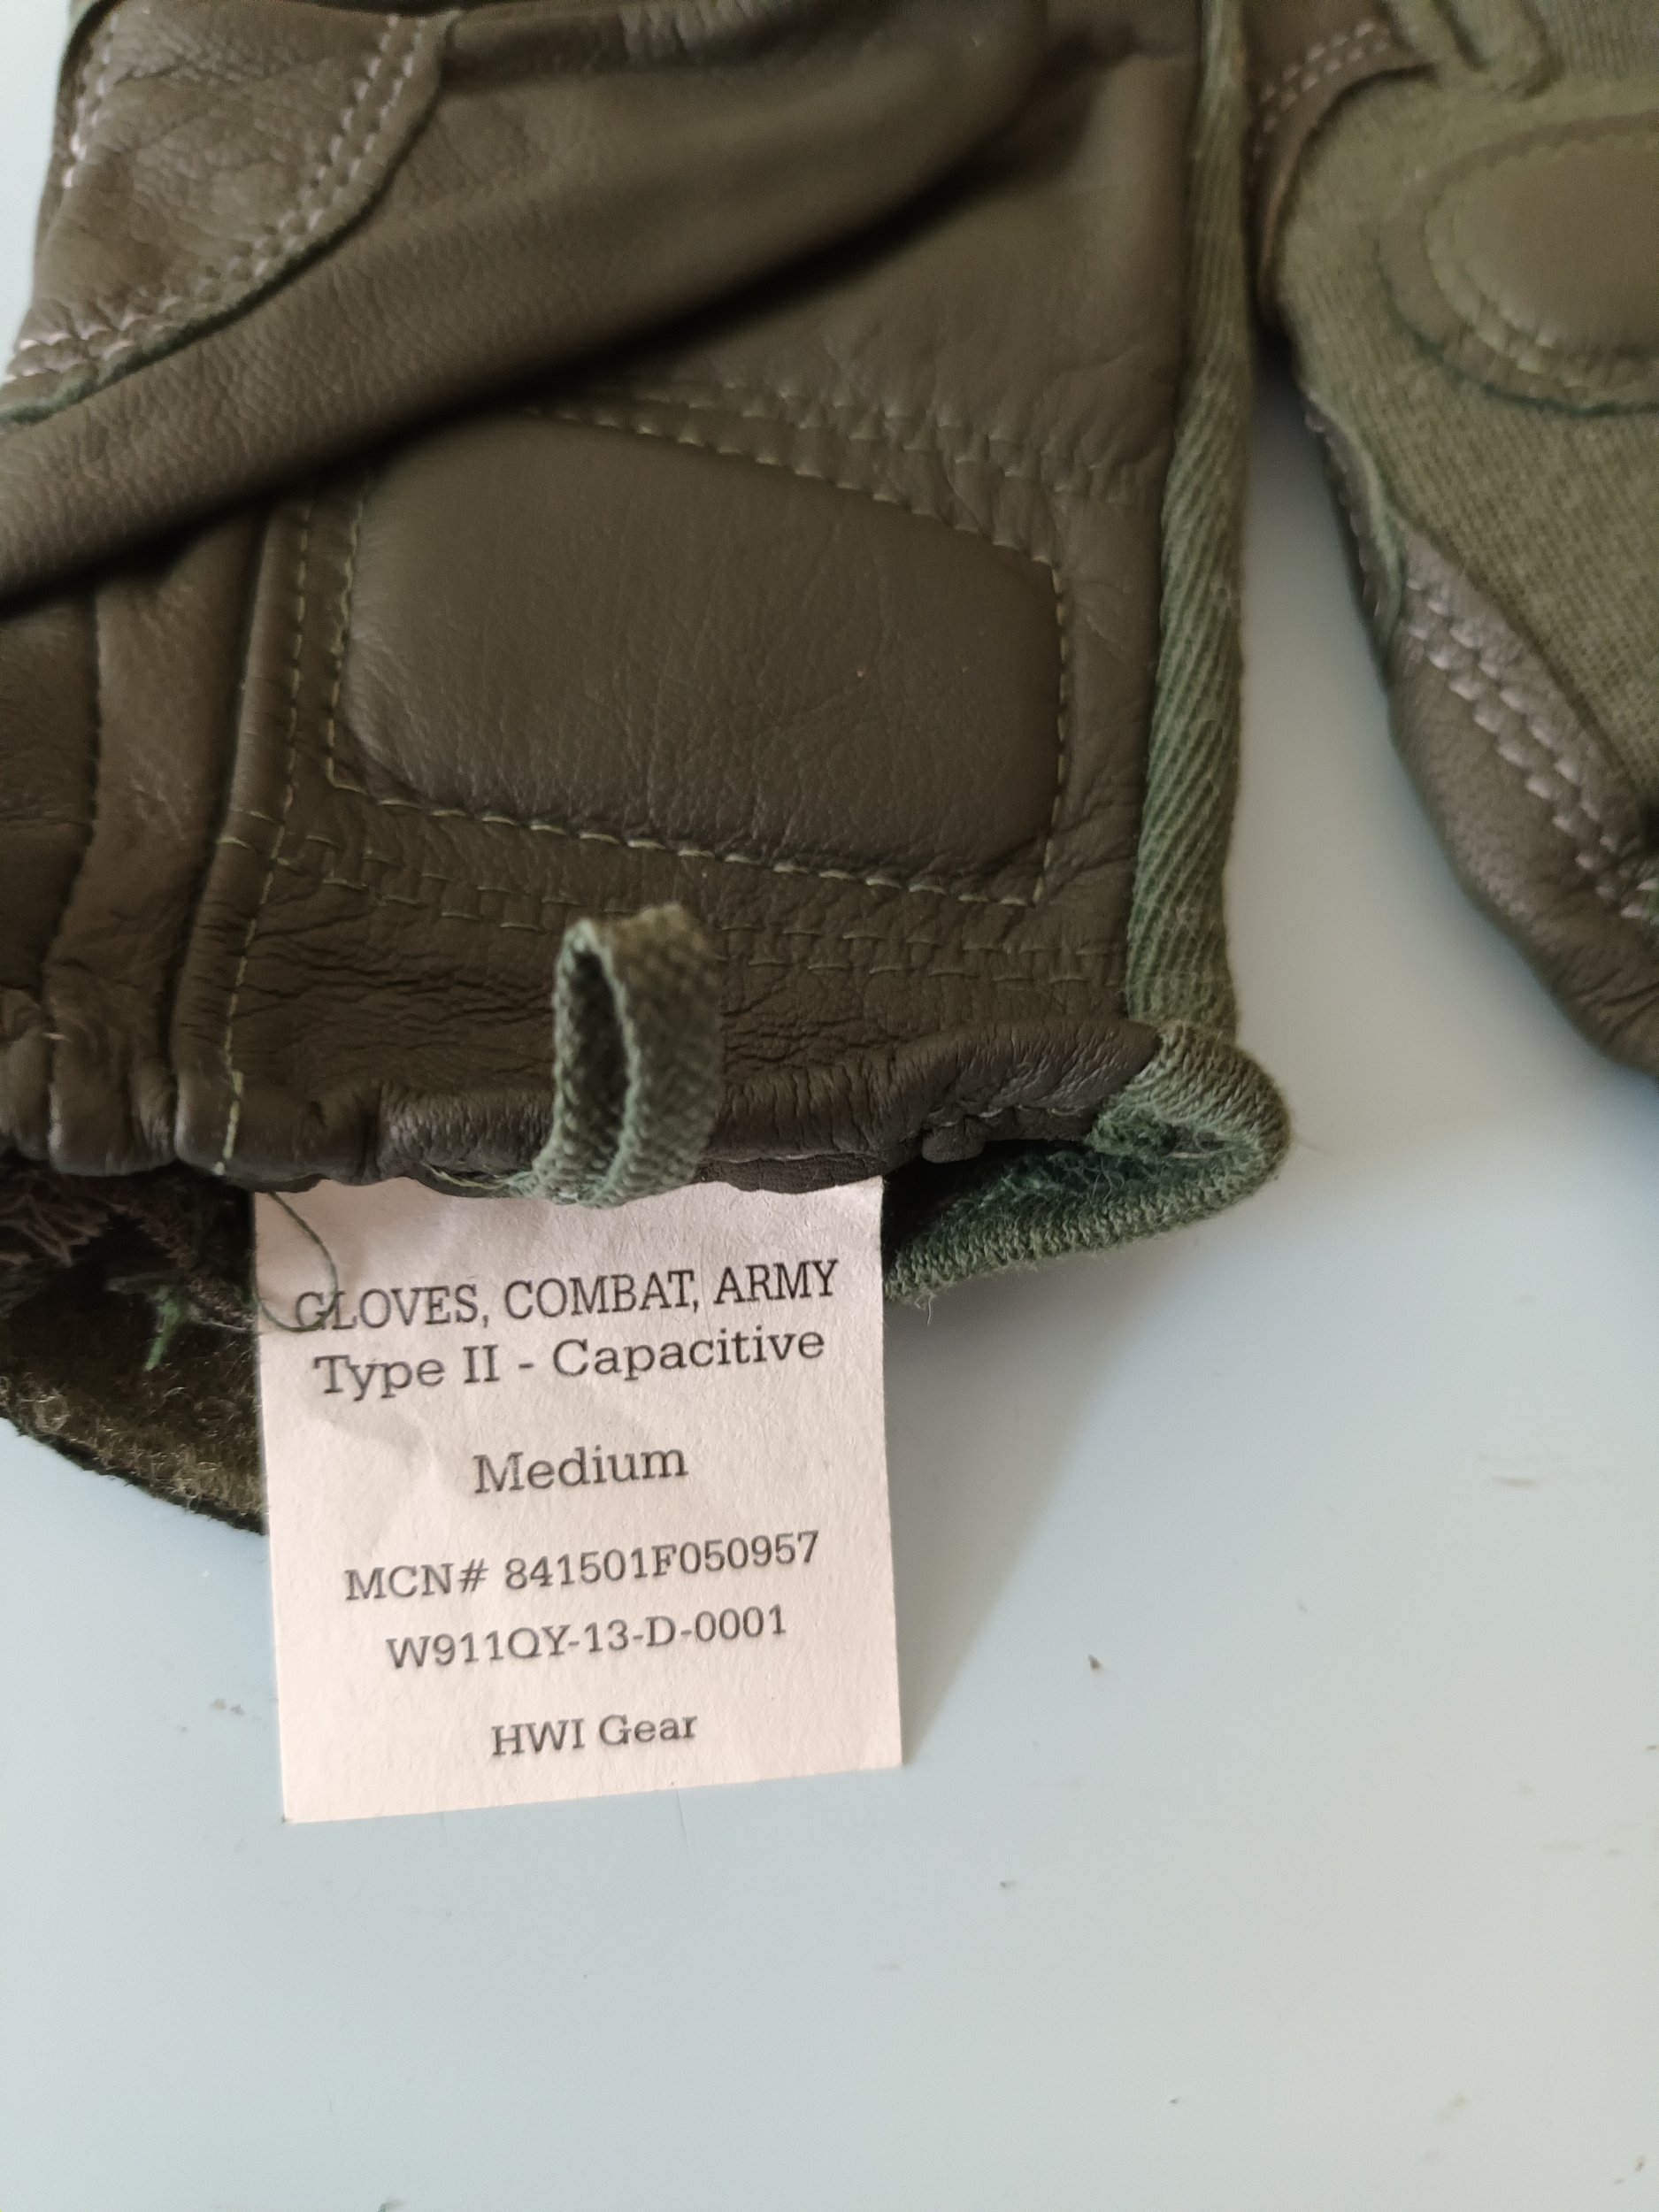 GLOVES, COMBAT, ARMY
Type II - Capacitive
Medium
MCN# 841501F050957
W911QY-13-D-0001
HWI Gear